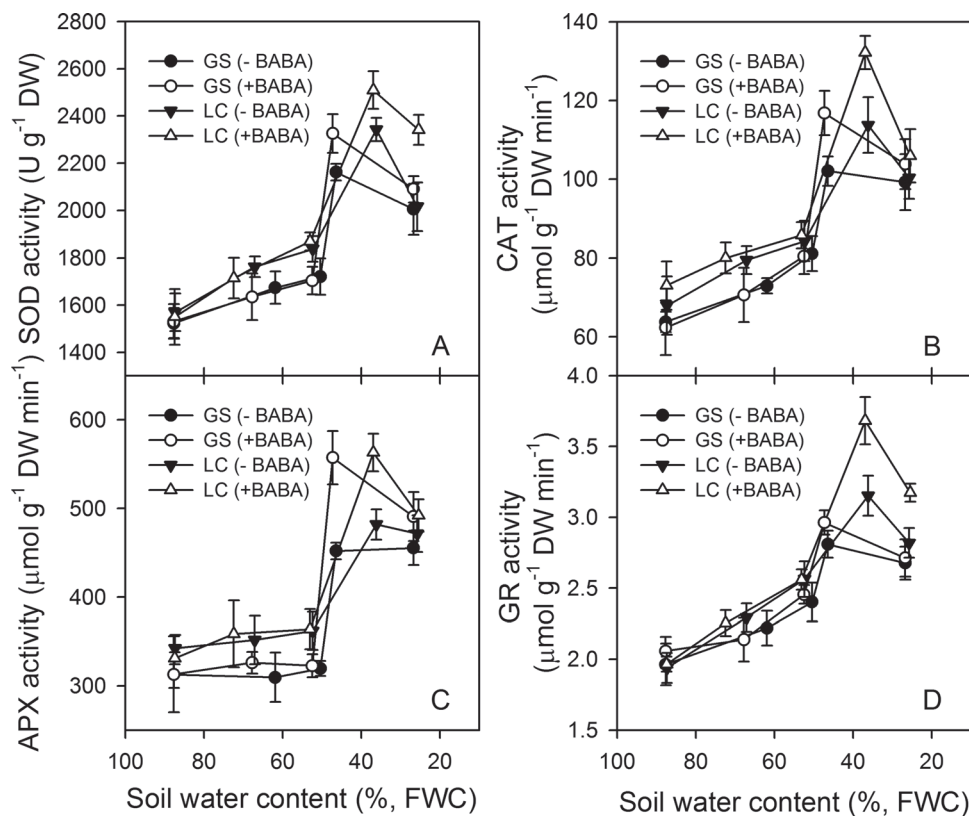 SOD activity (U g⁻¹ DW)
2800
2600
2400
2200
2000
1800
1600
1400
GS (- BABA)
GS (+BABA)
LC (- BABA)
LC (+BABA)
A
CAT activity
(μmol g⁻¹ DW min⁻¹)
140
120
100
80
60
GS (- BABA)
GS (+BABA)
LC (- BABA)
LC (+BABA)
B
APX activity (μmol g⁻¹ DW min⁻¹)
600
500
400
300
GS (- BABA)
GS (+BABA)
LC (- BABA)
LC (+BABA)
C
100 80 60 40 20
Soil water content (%, FWC)
GR activity
(μmol g⁻¹ DW min⁻¹)
4.0
3.5
3.0
2.5
2.0
1.5
GS (- BABA)
GS (+BABA)
LC (- BABA)
LC (+BABA)
D
100 80 60 40 20
Soil water content (%, FWC)